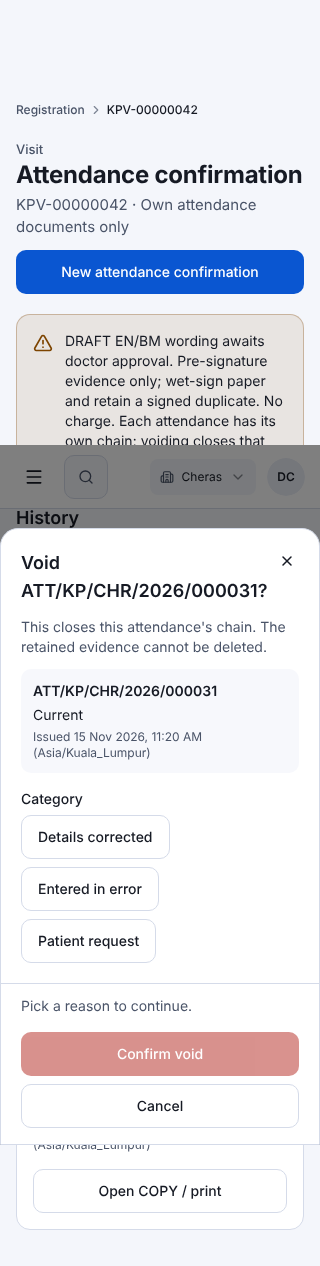 Registration > KPV-00000042
Visit
Attendance confirmation
KPV-00000042 · Own attendance
documents only
New attendance confirmation
DRAFT EN/BM wording awaits
doctor approval. Pre-signature
evidence only; wet-sign paper
and retain a signed duplicate. No
charge. Each attendance has its
own chain; voiding closes that
Cheras
DC
History
Void
ATT/KP/CHR/2026/000031?
This closes this attendance's chain. The
retained evidence cannot be deleted.
ATT/KP/CHR/2026/000031
Current
Issued 15 Nov 2026, 11:20 AM
(Asia/Kuala_Lumpur)
Category
Details corrected
Entered in error
Patient request
Pick a reason to continue.
Confirm void
Cancel
(Asia/Kuala_Lumpur)
Open COPY / print